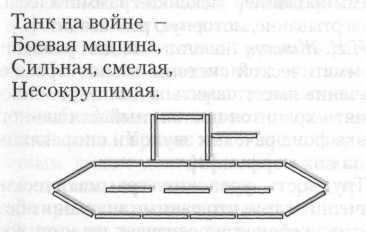 Танк на войне –
Боевая машина,
Сильная, смелая,
Несокрушимая.